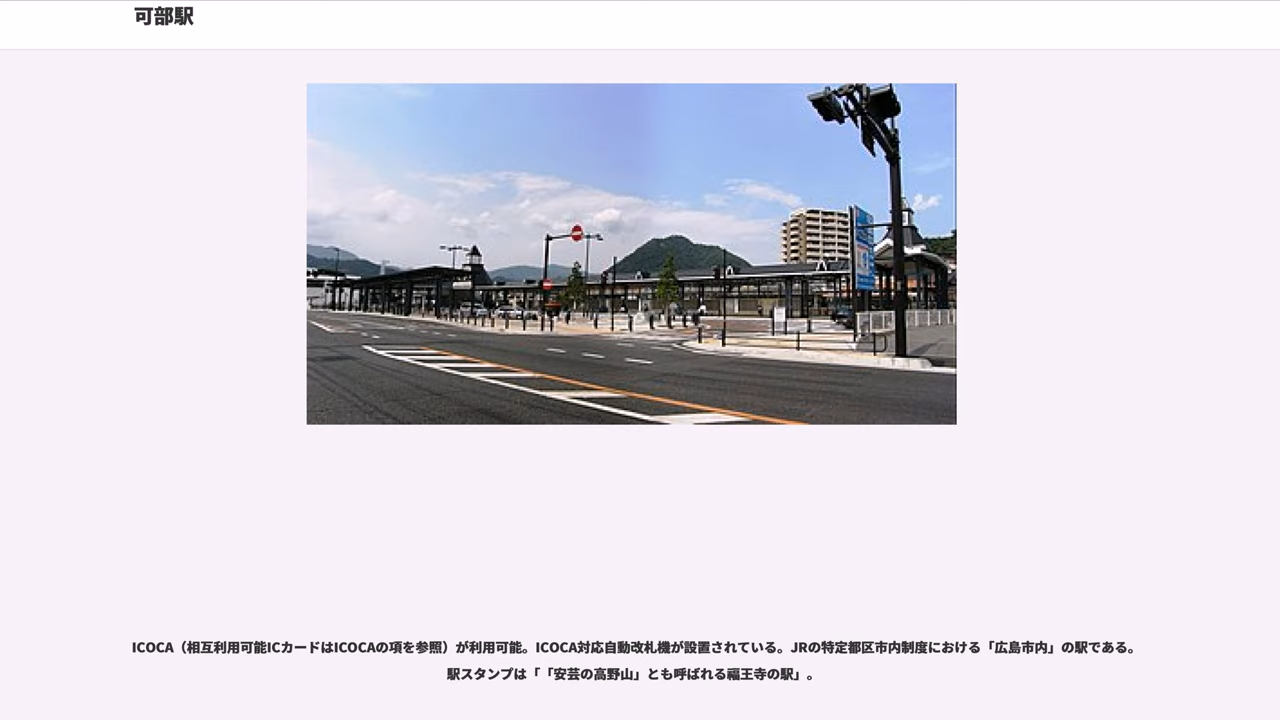 可部駅
ICOCA（相互利用可能ICカードはICOCAの項を参照）が利用可能。ICOCA対応自動改札機が設置されている。JRの特定都区市内制度における「広島市内」の駅である。
駅スタンプは「「安芸の高野山」とも呼ばれる福王寺の駅」。